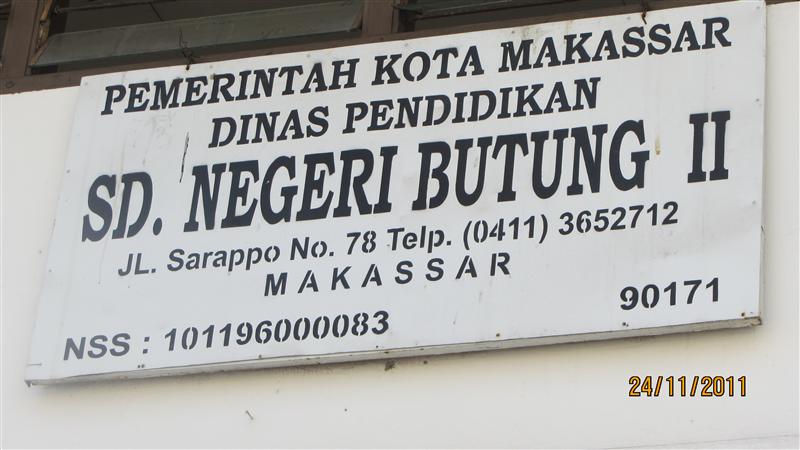 PEMERINTAH KOTA MAKASSAR
DINAS PENDIDIKAN
SD. NEGERI BUTUNG II
JL. Sarappo No. 78 Telp. (0411) 3652712
MAKASSAR
NSS : 101196000083 90171
24/11/2011